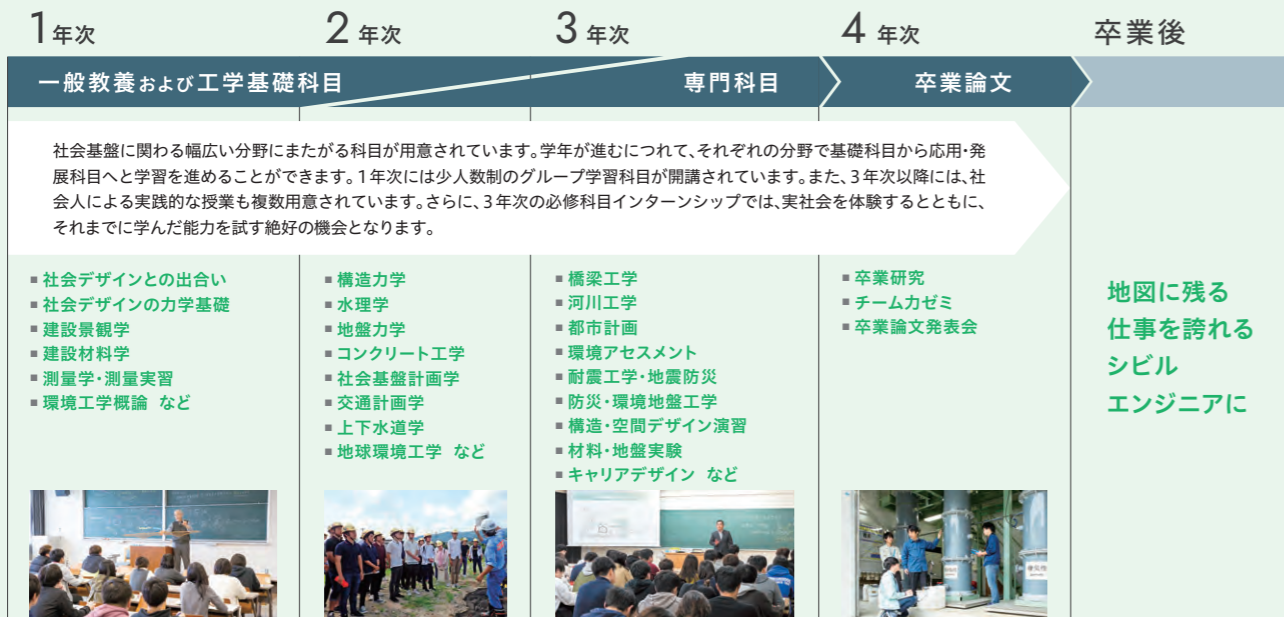 1年次
2年次
3年次
4年次
卒業後
一般教養および工学基礎科目
専門科目
卒業論文
社会基盤に関わる幅広い分野にまたがる科目が用意されています。学年が進むにつれて、それぞれの分野で基礎科目から応用・発
展科目へと学習を進めることができます。1年次には少人数制のグループ学習科目が開講されています。また、3年次以降には、社
会人による実践的な授業も複数用意されています。さらに、3年次の必修科目インターンシップでは、実社会を体験するとともに、
それまでに学んだ能力を試す絶好の機会となります。
■社会デザインとの出合い
■社会デザインの力学基礎
■建設景観学
■建設材料学
■測量学・測量実習
■環境工学概論 など
■構造力学
■水理学
■地盤力学
■コンクリート工学
■社会基盤計画学
■交通計画学
■上下水道学
■地球環境工学 など
■橋梁工学
■河川工学
■都市計画
■環境アセスメント
■耐震工学・地震防災
■防災・環境地盤工学
■構造・空間デザイン演習
■材料・地盤実験
■キャリアデザイン など
■卒業研究
■チーム力ゼミ
■卒業論文発表会
地図に残る
仕事を誇れる
シビル
エンジニアに